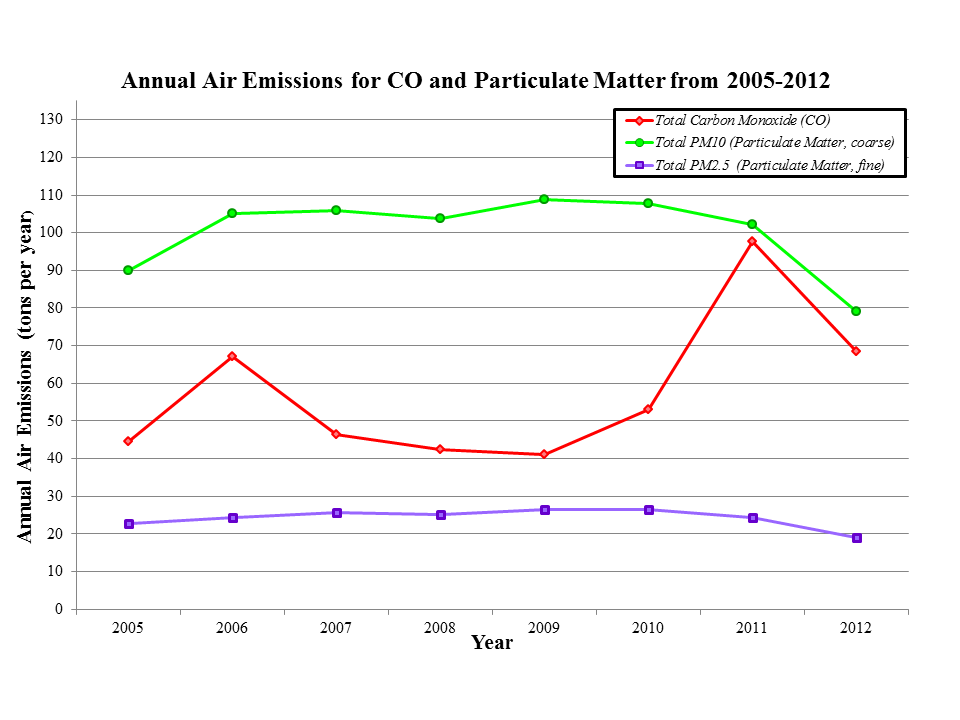 Annual Air Emissions for CO and Particulate Matter from 2005-2012
Total Carbon Monoxide (CO)
Total PM10 (Particulate Matter, coarse)
Total PM2.5 (Particulate Matter, fine)
Annual Air Emissions (tons per year)
130
120
110
100
90
80
70
60
50
40
30
20
10
0
2005 2006 2007 2008 2009 2010 2011 2012
Year